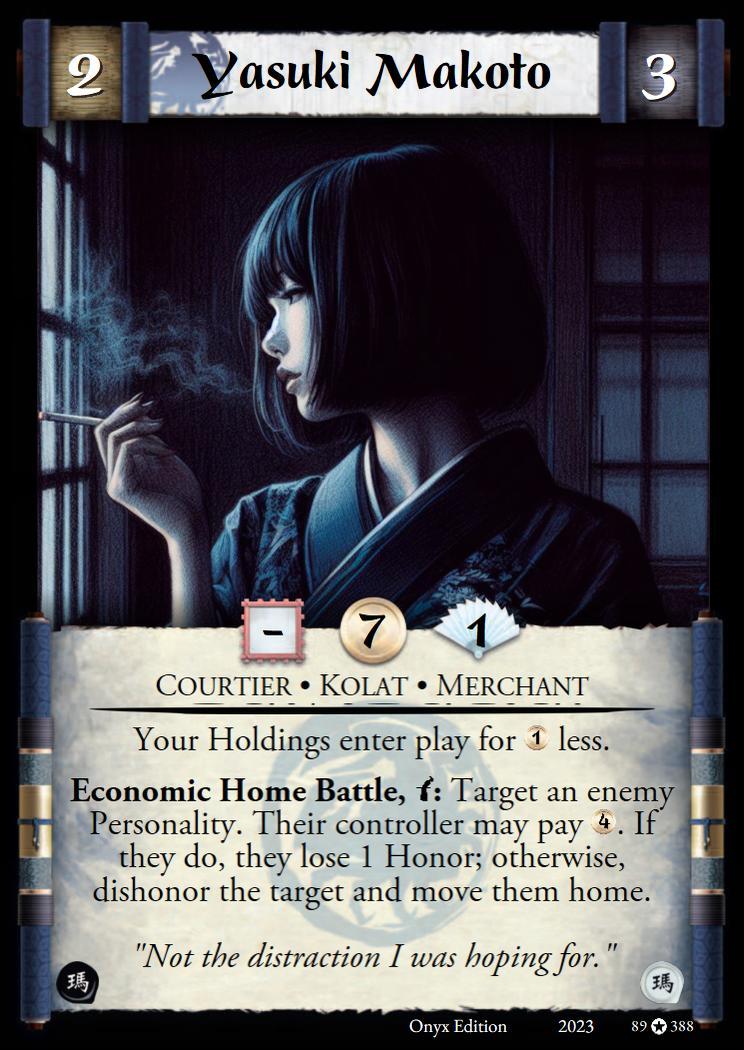 2 Yasuki Makoto 3
- 7 1
COURTIER • KOLAT • MERCHANT
Your Holdings enter play for 1 less.
Economic Home Battle, : Target an enemy
Personality. Their controller may pay 4. If
they do, they lose 1 Honor; otherwise,
dishonor the target and move them home.
"Not the distraction I was hoping for."
瑪 瑪
Onyx Edition 2023 89 ✪ 388